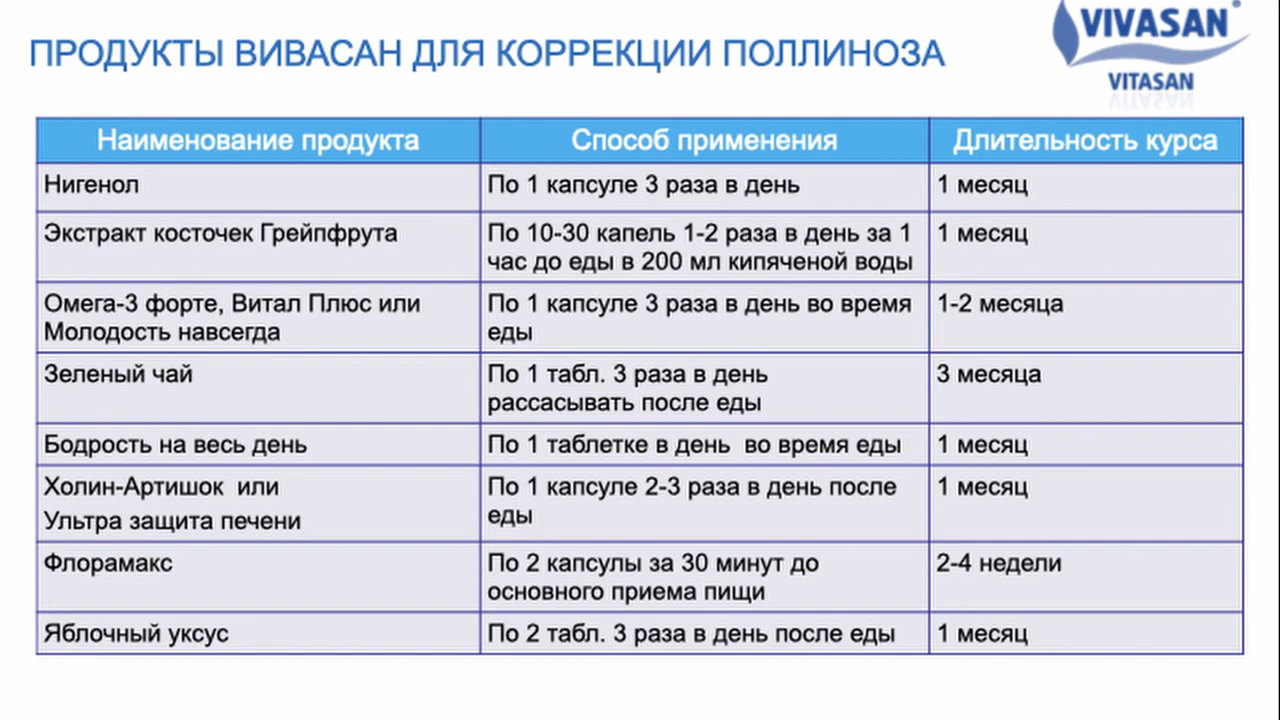 VIVASAN
ПРОДУКТЫ ВИВАСАН ДЛЯ КОРРЕКЦИИ ПОЛЛИНОЗА
VITASAN
Наименование продукта Способ применения Длительность курса
Нигенол По 1 капсуле 3 раза в день 1 месяц
Экстракт косточек Грейпфрута По 10-30 капель 1-2 раза в день за 1 1 месяц
час до еды в 200 мл кипяченой воды
Омега-3 форте, Витал Плюс или По 1 капсуле 3 раза в день во время 1-2 месяца
Молодость навсегда еды
Зеленый чай По 1 табл. 3 раза в день 3 месяца
рассасывать после еды
Бодрость на весь день По 1 таблетке в день во время еды 1 месяц
Холин-Артишок или По 1 капсуле 2-3 раза в день после 1 месяц
Ультра защита печени еды
Флорамакс По 2 капсулы за 30 минут до 2-4 недели
основного приема пищи
Яблочный уксус По 2 табл. 3 раза в день после еды 1 месяц